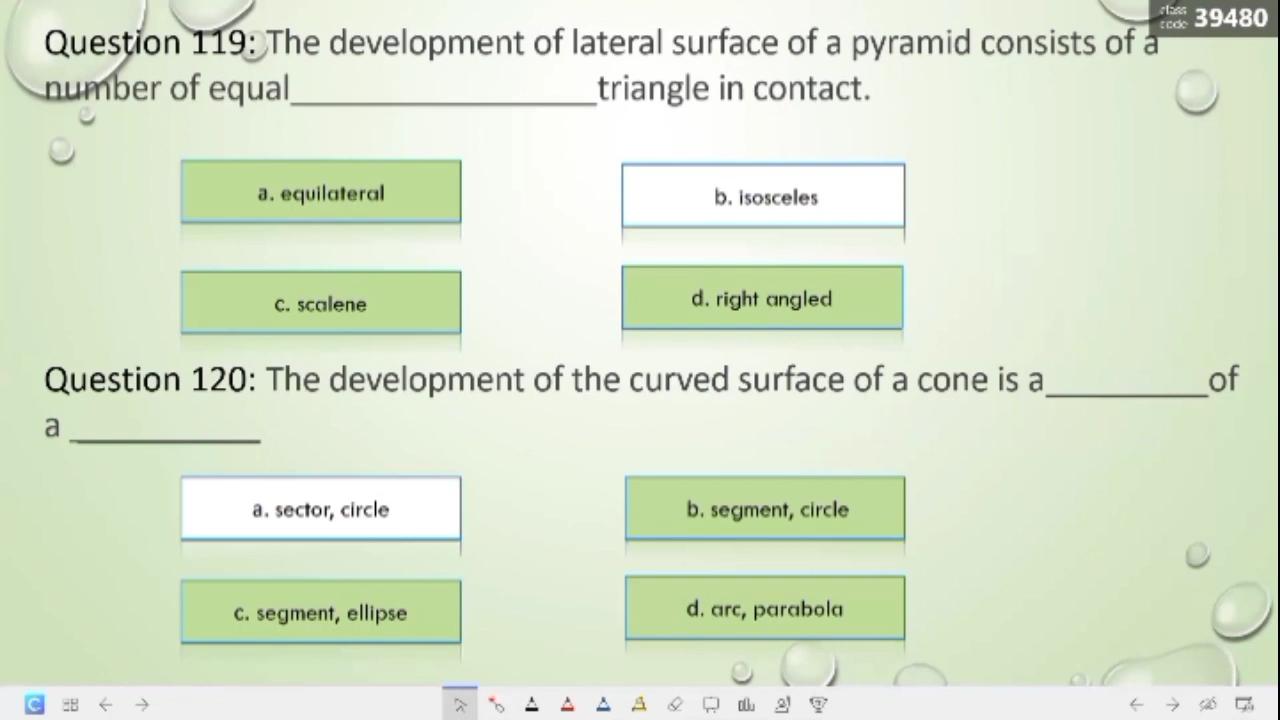 class
code 39480
Question 119: The development of lateral surface of a pyramid consists of a
number of equal__________________triangle in contact.
a. equilateral
b. isosceles
c. scalene
d. right angled
Question 120: The development of the curved surface of a cone is a__________of
a ___________
a. sector, circle
b. segment, circle
c. segment, ellipse
d. arc, parabola